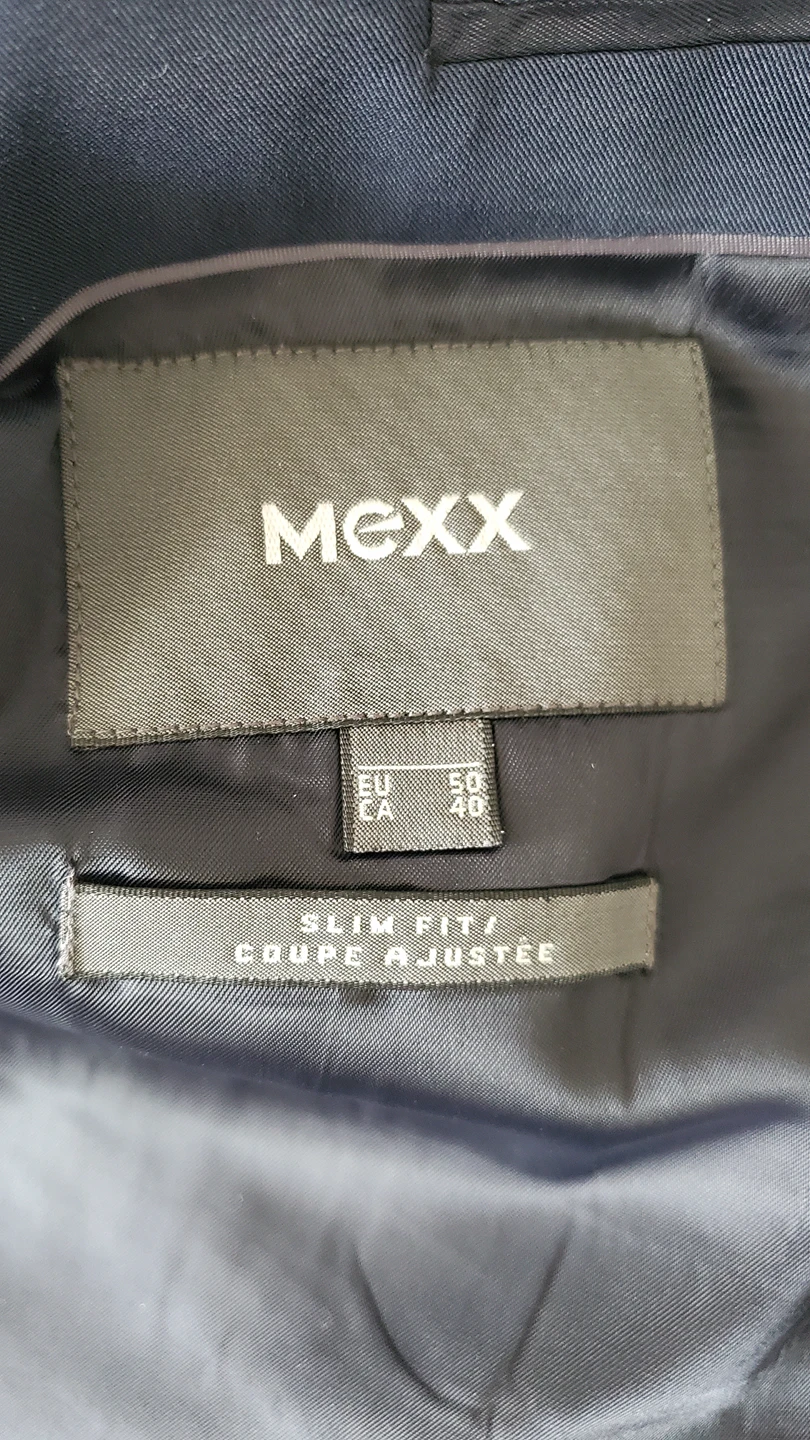 Mexx
EU 50
CA 40
SLIM FIT/
COUPE AJUSTÉE